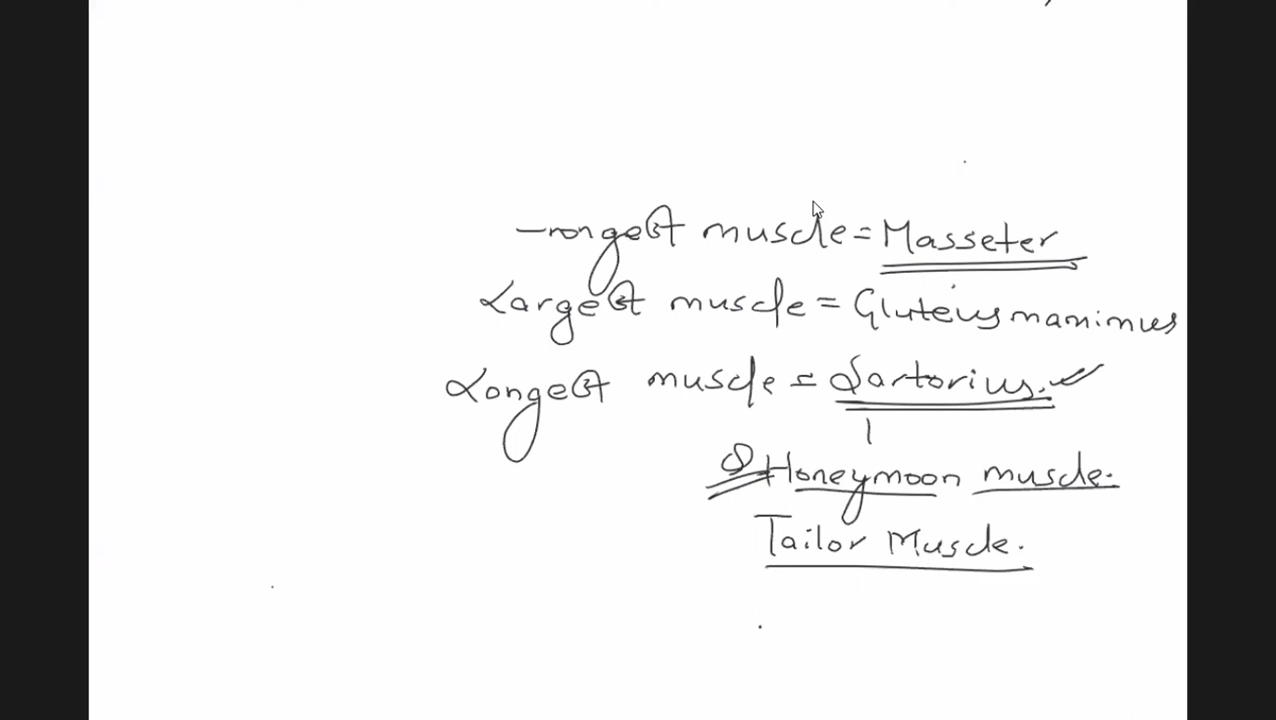 rongest muscle = Masseter
Largest muscle = Gluteus maximus
Longest muscle = Sartorius.
Honeymoon muscle.
Tailor Muscle.